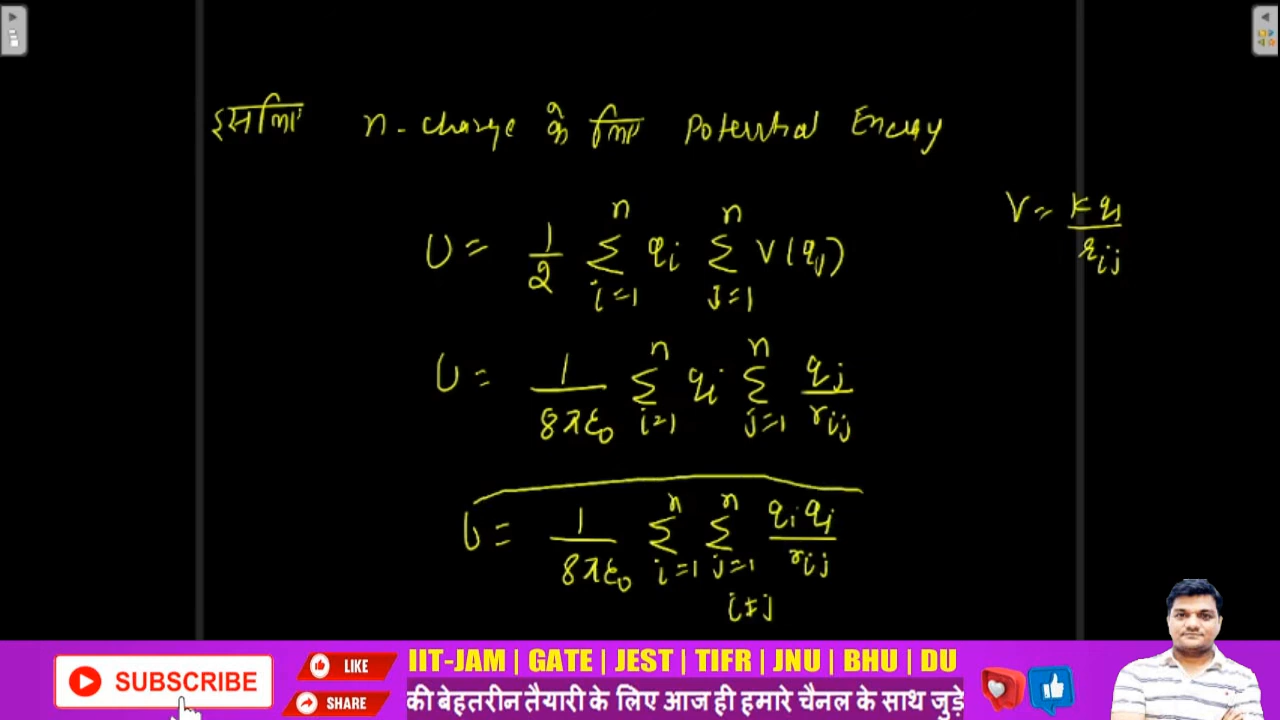 इसलिए n-charge के लिए Potential Energy
V = kq₁/r_ij
U = 1/2 Σ_{i=1}^{n} q_i Σ_{j=1}^{n} V(q_j)
U = 1/8πε₀ Σ_{i=1}^{n} q_i Σ_{j=1}^{n} q_j/r_ij
U = 1/8πε₀ Σ_{i=1}^{n} Σ_{j=1}^{n} q_i q_j/r_ij
i≠j
SUBSCRIBE
LIKE
SHARE
IIT-JAM | GATE | JEST | TIFR | JNU | BHU | DU
की बेहतरीन तैयारी के लिए आज ही हमारे चैनल के साथ जुड़े